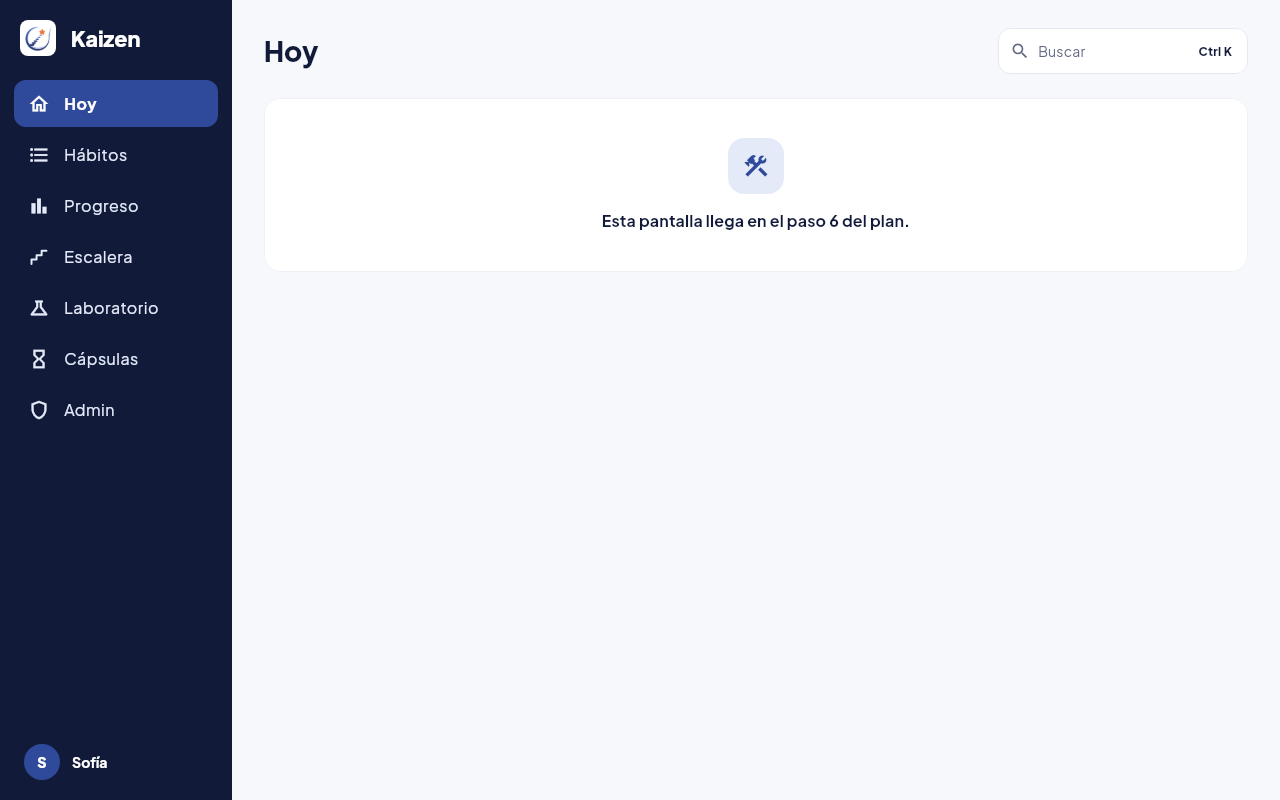 Kaizen
Hoy
Hábitos
Progreso
Escalera
Laboratorio
Cápsulas
Admin
S
Sofía
Hoy
Buscar
Ctrl K
Esta pantalla llega en el paso 6 del plan.